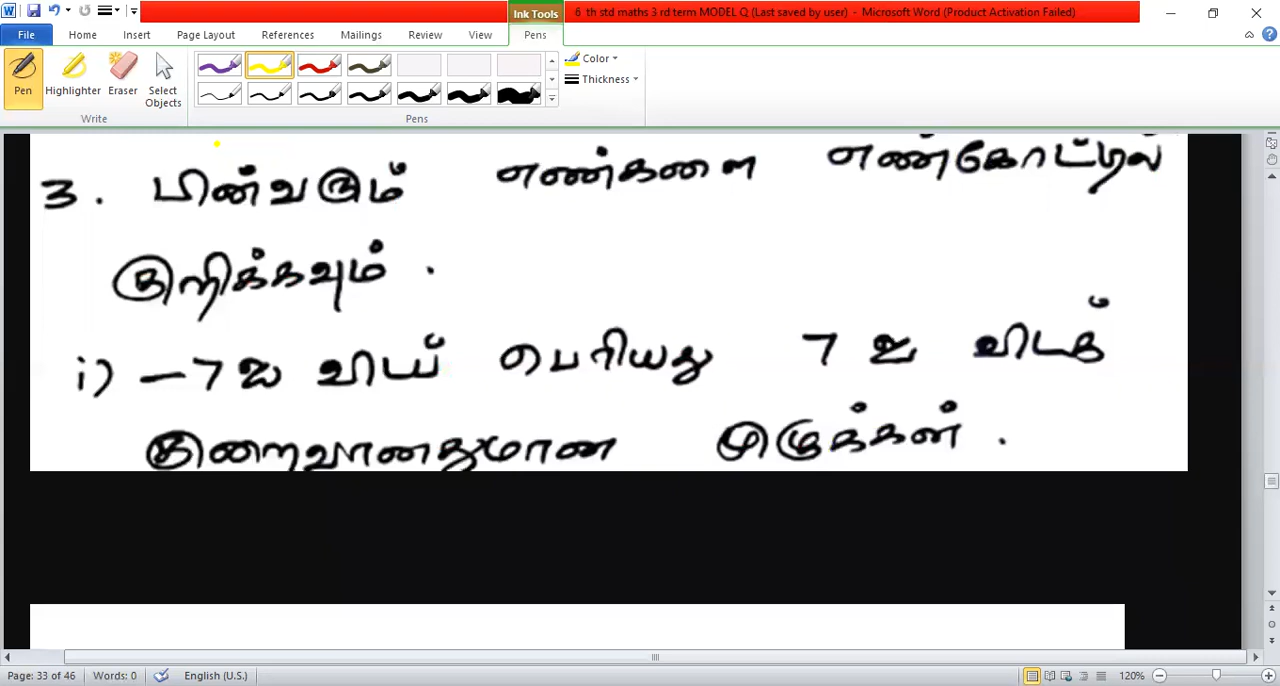 6 th std maths 3 rd term MODEL Q (Last saved by user) - Microsoft Word (Product Activation Failed)
Ink Tools
File Home Insert Page Layout References Mailings Review View Pens
Pen Highlighter Eraser Select Objects
Color
Thickness
Write Pens
3. பின்வரும் எண்களை எண்கோட்டில்
குறிக்கவும்.
i) -7 ஐ விடப் பெரியது 7 ஐ விடக்
குறைவானதுமான முழுக்கள்.
Page: 33 of 46 Words: 0 English (U.S.) 120%